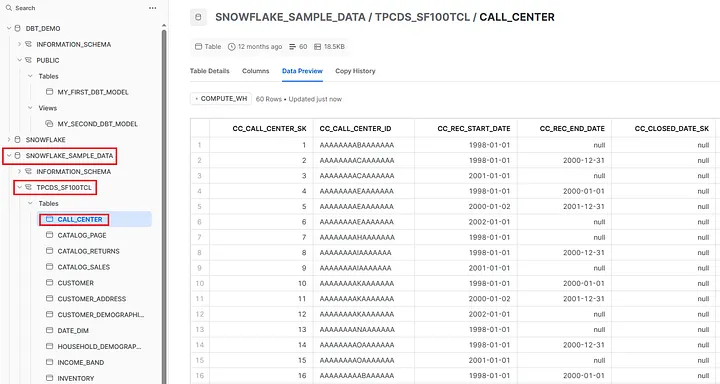 Search
•••
DBT_DEMO
INFORMATION_SCHEMA
PUBLIC
Tables
MY_FIRST_DBT_MODEL
Views
MY_SECOND_DBT_MODEL
SNOWFLAKE
SNOWFLAKE_SAMPLE_DATA
INFORMATION_SCHEMA
TPCDS_SF100TCL
Tables
CALL_CENTER
CATALOG_PAGE
CATALOG_RETURNS
CATALOG_SALES
CUSTOMER
CUSTOMER_ADDRESS
CUSTOMER_DEMOGRAPHI...
DATE_DIM
HOUSEHOLD_DEMOGRAP...
INCOME_BAND
INVENTORY
SNOWFLAKE_SAMPLE_DATA / TPCDS_SF100TCL / CALL_CENTER
Table 12 months ago 60 18.5KB
Table Details Columns Data Preview Copy History
COMPUTE_WH 60 Rows • Updated just now
CC_CALL_CENTER_SK CC_CALL_CENTER_ID CC_REC_START_DATE CC_REC_END_DATE CC_CLOSED_DATE_SK
1 1 AAAAAAAABAAAAAAA 1998-01-01 null null
2 2 AAAAAAAACAAAAAAA 1998-01-01 2000-12-31 null
3 3 AAAAAAAACAAAAAAA 2001-01-01 null null
4 4 AAAAAAAAEAAAAAAA 1998-01-01 2000-01-01 null
5 5 AAAAAAAAEAAAAAAA 2000-01-02 2001-12-31 null
6 6 AAAAAAAAEAAAAAAA 2002-01-01 null null
7 7 AAAAAAAAHAAAAAAA 1998-01-01 null null
8 8 AAAAAAAAIAAAAAAA 1998-01-01 2000-12-31 null
9 9 AAAAAAAAIAAAAAAA 2001-01-01 null null
10 10 AAAAAAAAKAAAAAAA 1998-01-01 2000-01-01 null
11 11 AAAAAAAAKAAAAAAA 2000-01-02 2001-12-31 null
12 12 AAAAAAAAKAAAAAAA 2002-01-01 null null
13 13 AAAAAAAANAAAAAAA 1998-01-01 null null
14 14 AAAAAAAAOAAAAAAA 1998-01-01 2000-12-31 null
15 15 AAAAAAAAOAAAAAAA 2001-01-01 null null
16 16 AAAAAAAAABAAAAAA 1998-01-01 2000-01-01 null